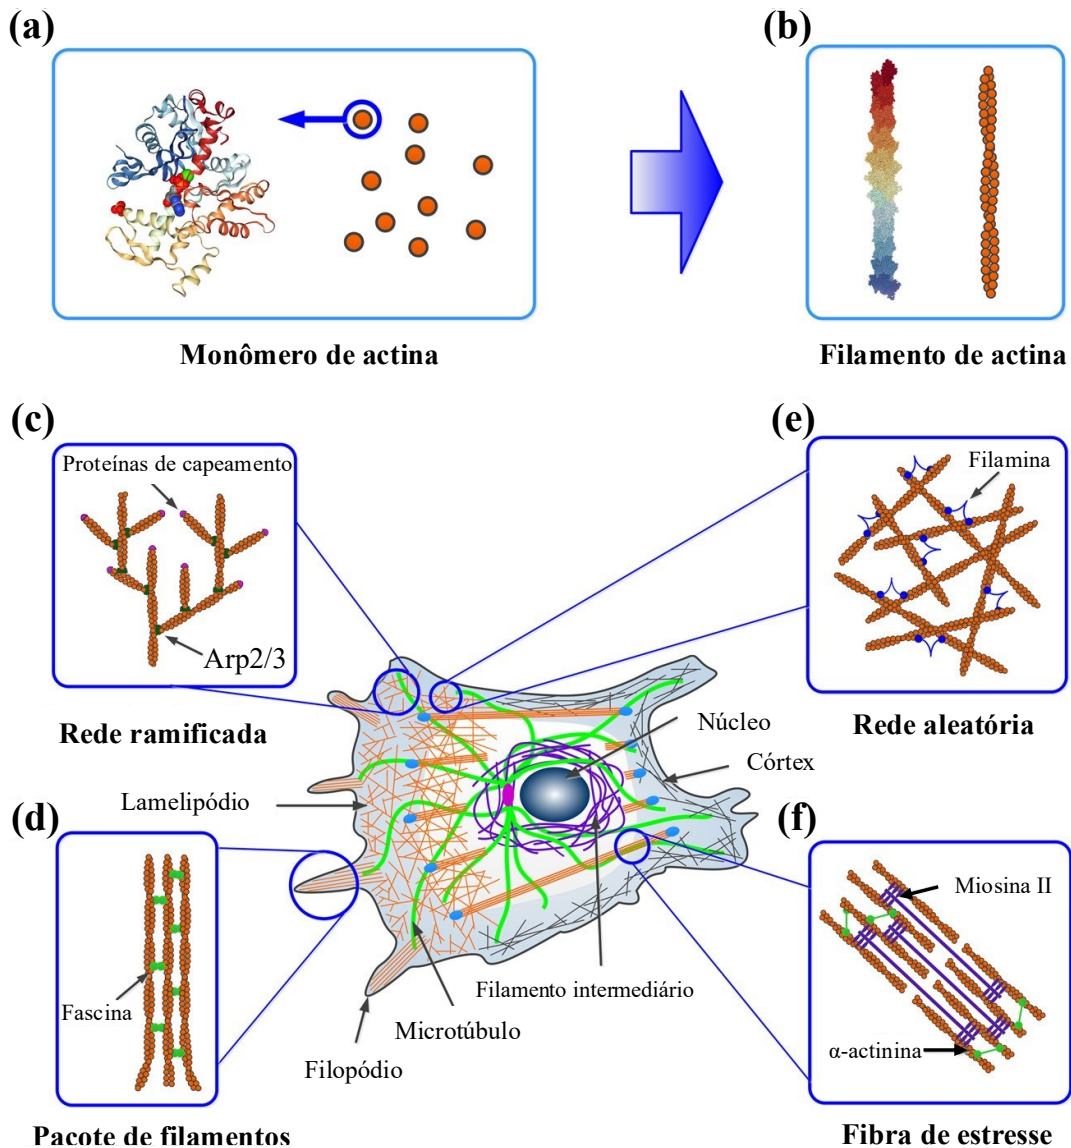 (a)
(b)
Monômero de actina
Filamento de actina
(c)
(e)
Proteínas de capeamento
Arp2/3
Filamina
Rede ramificada
Rede aleatória
Núcleo
Córtex
Lamelipódio
(d)
(f)
Fascina
Miosina II
α-actinina
Filamento intermediário
Microtúbulo
Filopódio
Pacote de filamentos
Fibra de estresse